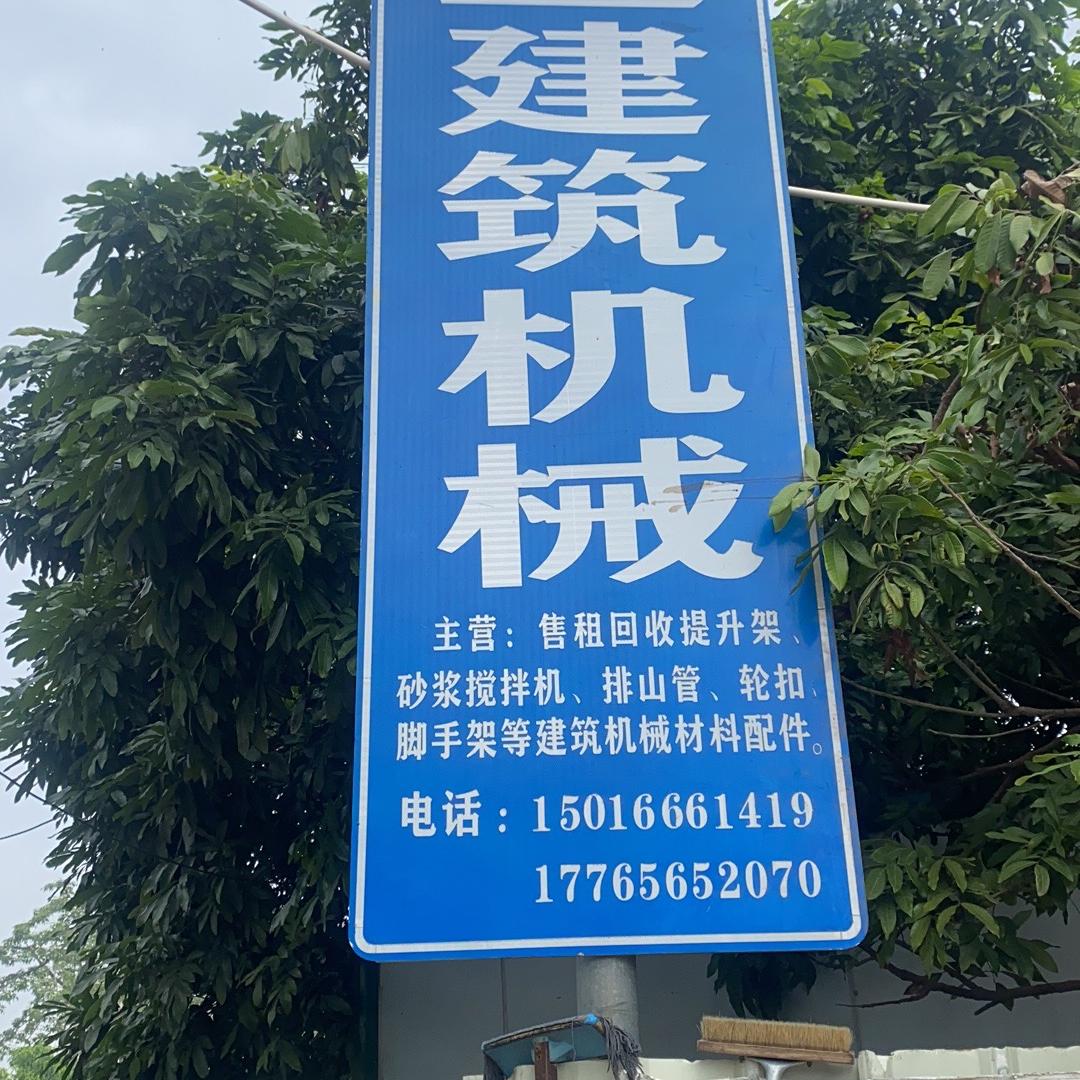 建筑机械
主营：售租回收提升架、
砂浆搅拌机、排山管、轮扣、
脚手架等建筑机械材料配件。
电话：15016661419
17765652070